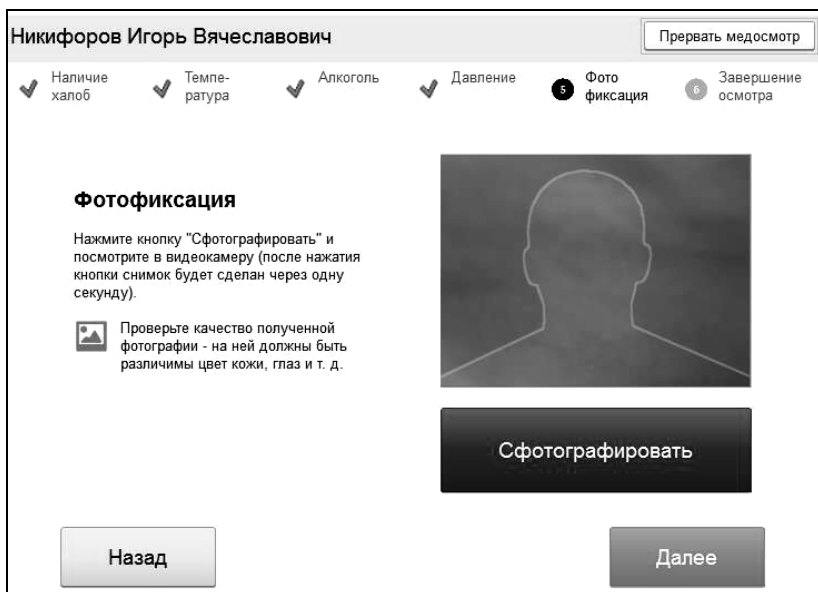 Никифоров Игорь Вячеславович
Прервать медосмотр
Наличие
халоб
Темпе-
ратура
Алкоголь
Давление
5
Фото
фиксация
6
Завершение
осмотра
Фотофиксация
Нажмите кнопку "Сфотографировать" и
посмотрите в видеокамеру (после нажатия
кнопки снимок будет сделан через одну
секунду).
Проверьте качество полученной
фотографии - на ней должны быть
различимы цвет кожи, глаз и т. д.
Сфотографировать
Назад
Далее